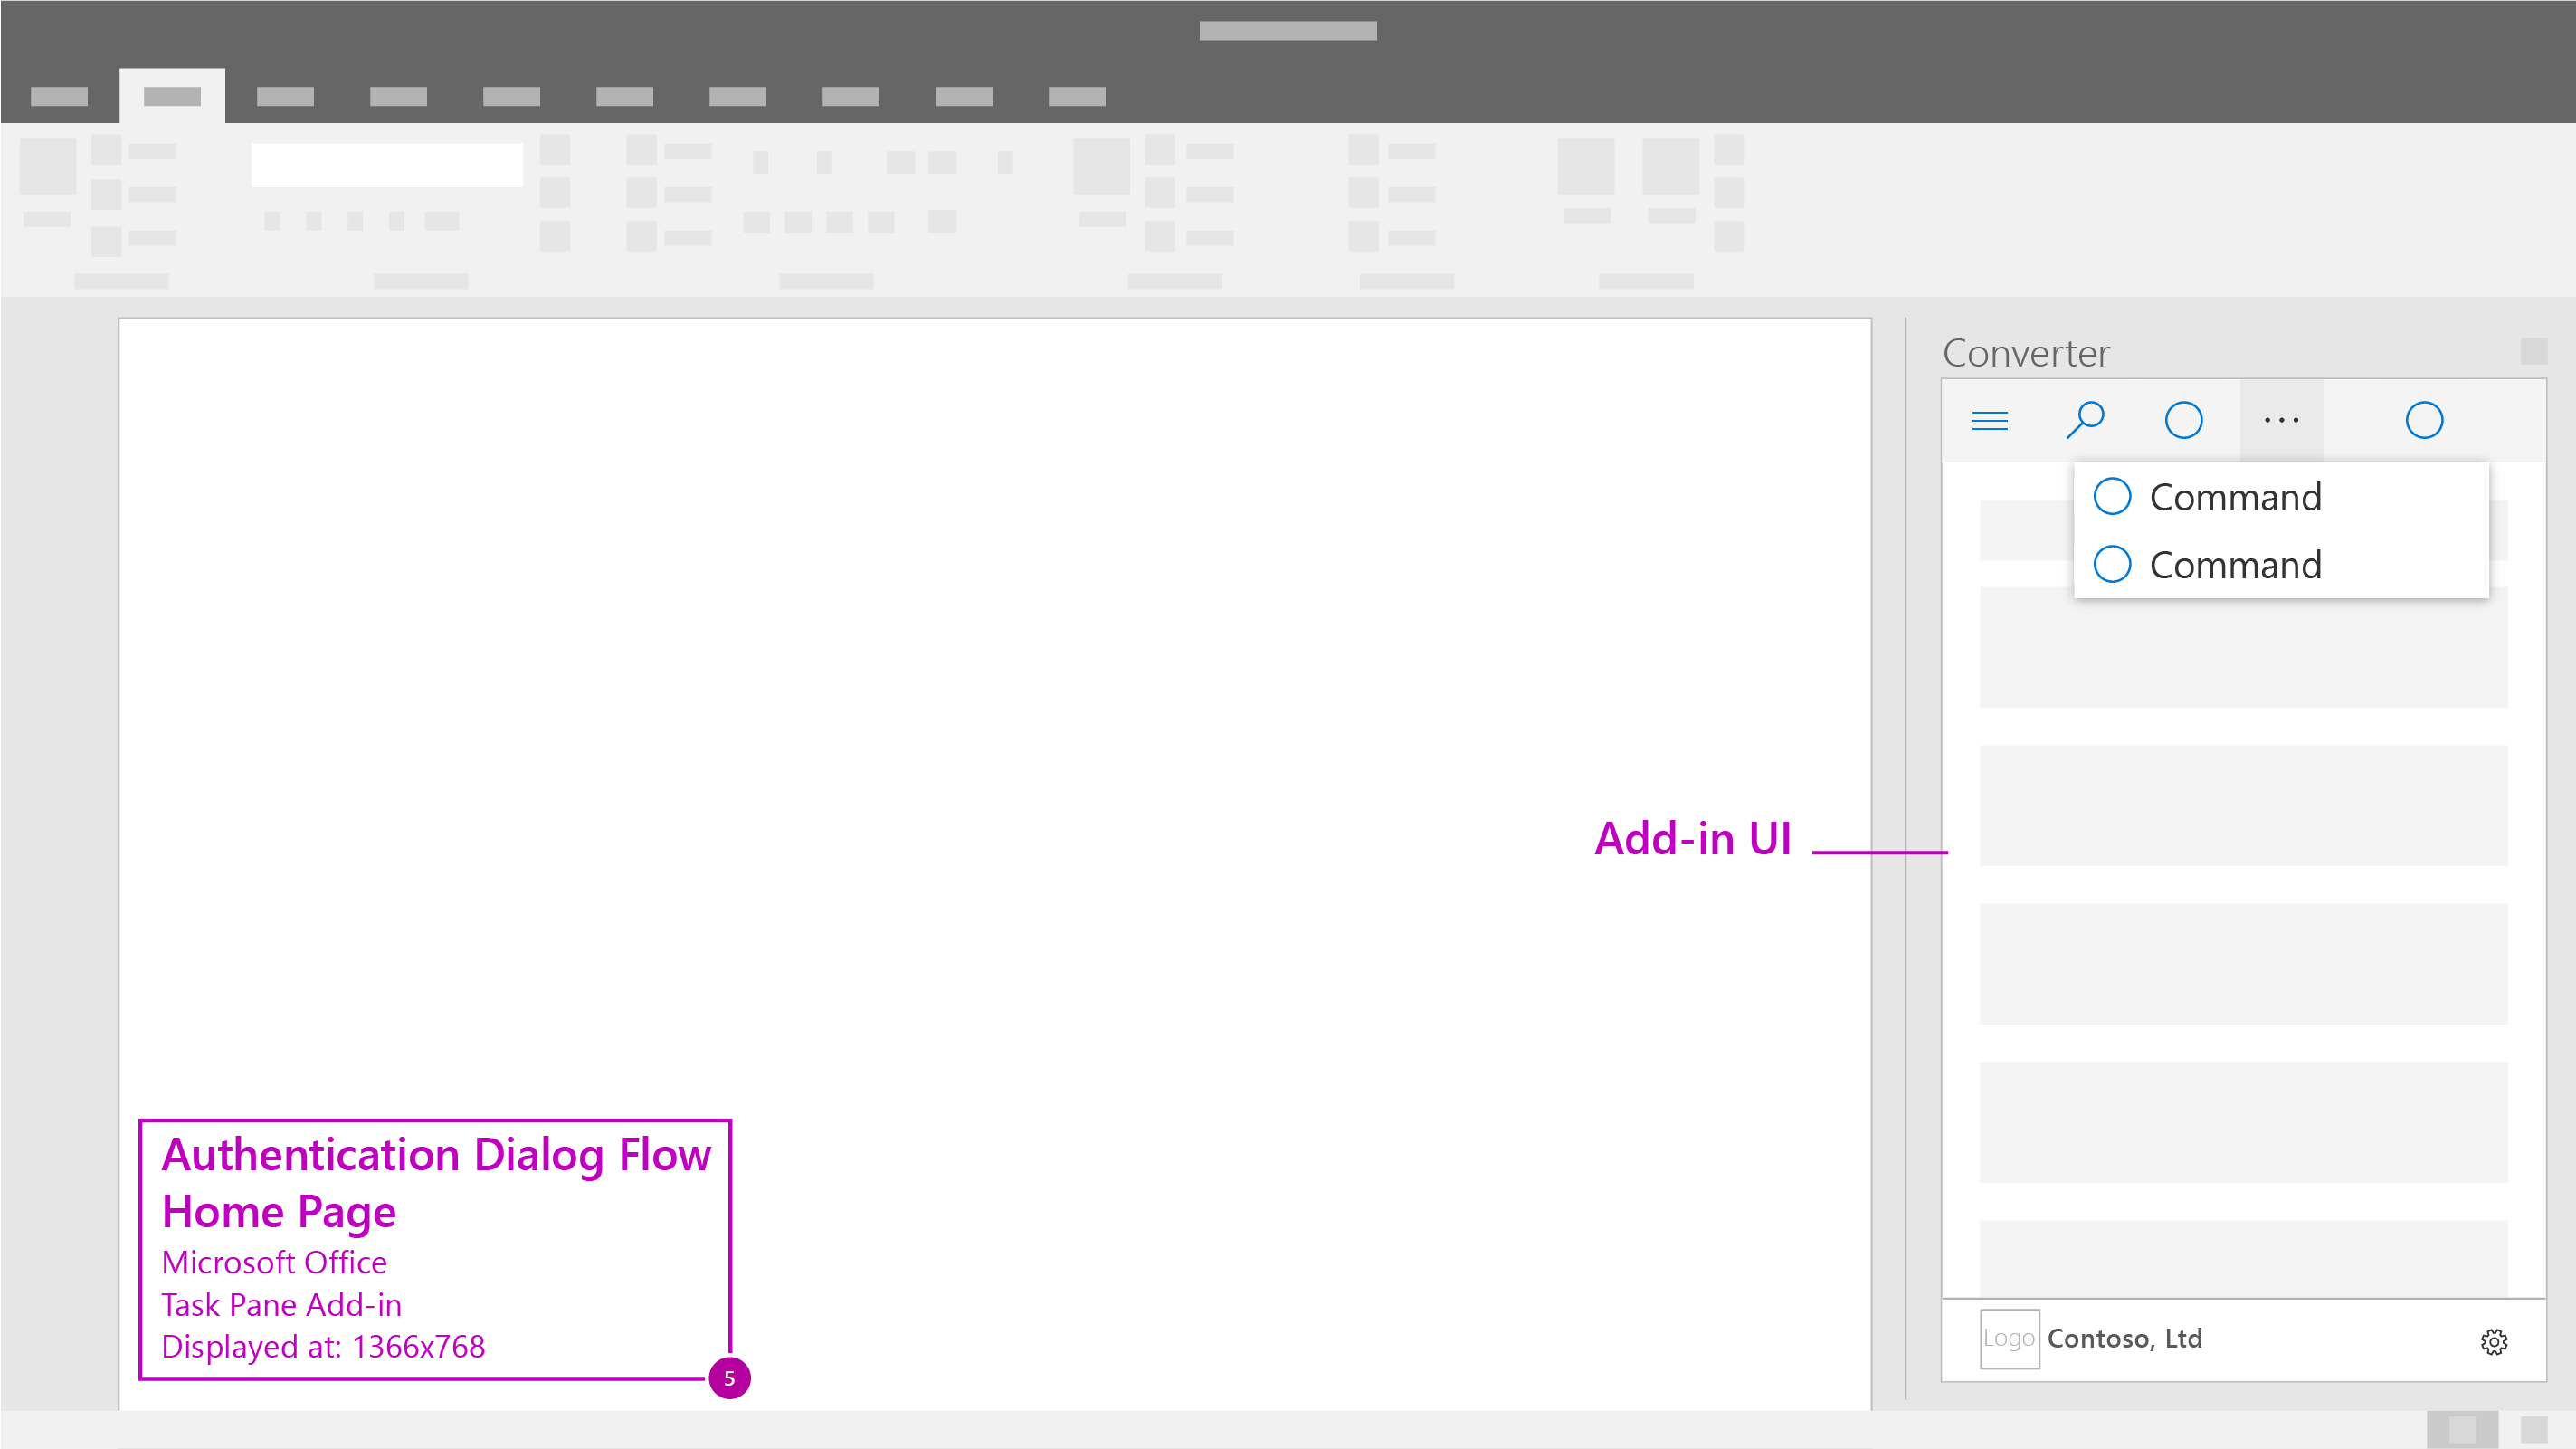 Converter
...
Command
Command
Add-in UI
Authentication Dialog Flow
Home Page
Microsoft Office
Task Pane Add-in
Displayed at: 1366x768
5
Logo Contoso, Ltd